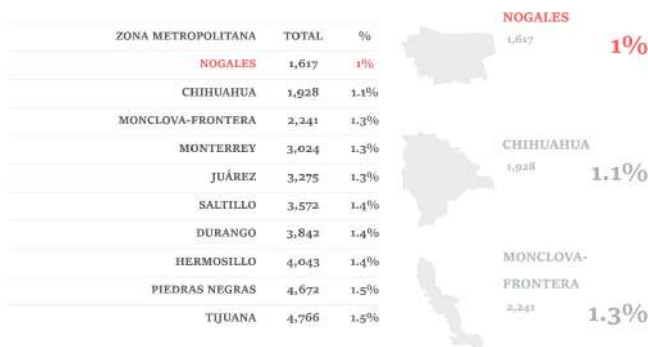 ZONA METROPOLITANA TOTAL %
NOGALES 1,617 1%
CHIHUAHUA 1,928 1.1%
MONCLOVA-FRONTERA 2,241 1.3%
MONTERREY 3,024 1.3%
JUÁREZ 3,275 1.3%
SALTILLO 3,572 1.4%
DURANGO 3,842 1.4%
HERMOSILLO 4,043 1.4%
PIEDRAS NEGRAS 4,672 1.5%
TIJUANA 4,766 1.5%
NOGALES
1,617
1%
CHIHUAHUA
1,928
1.1%
MONCLOVA-
FRONTERA
2,241
1.3%